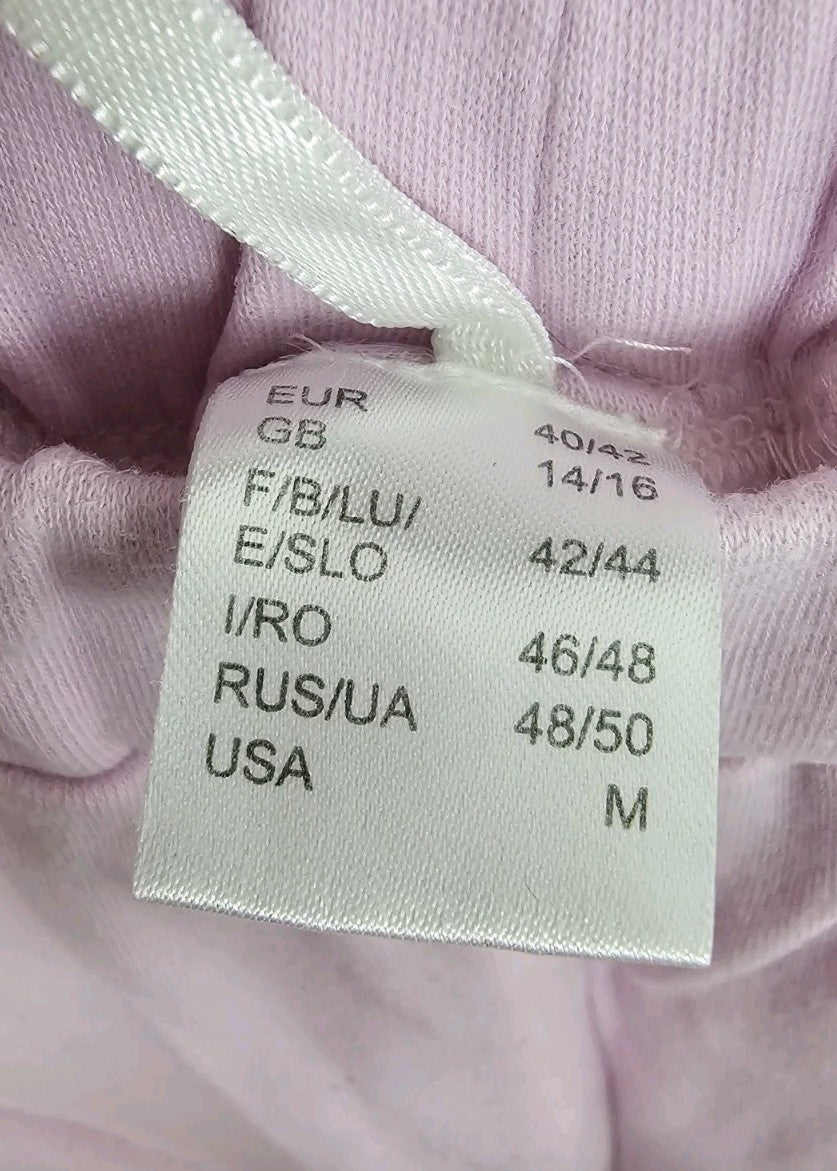 EUR 40/42
GB 14/16
F/B/LU/
E/SLO 42/44
I/RO 46/48
RUS/UA 48/50
USA M